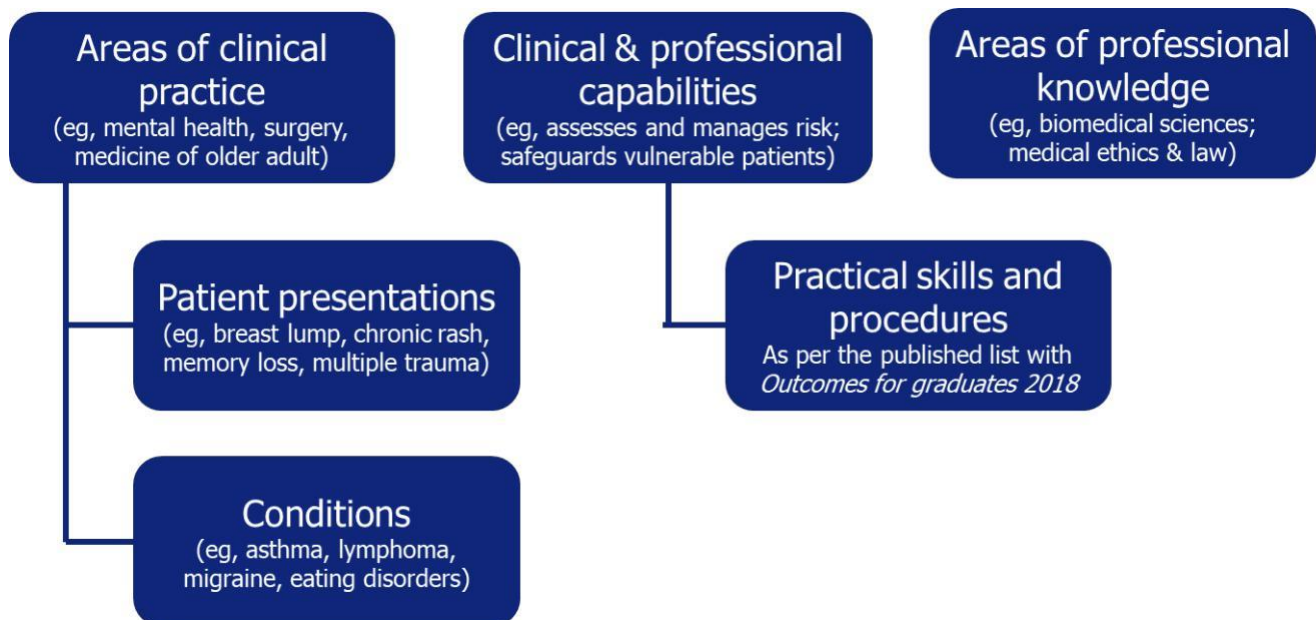 Areas of clinical
practice
(eg, mental health, surgery,
medicine of older adult)
Clinical & professional
capabilities
(eg, assesses and manages risk;
safeguards vulnerable patients)
Areas of professional
knowledge
(eg, biomedical sciences;
medical ethics & law)
Patient presentations
(eg, breast lump, chronic rash,
memory loss, multiple trauma)
Practical skills and
procedures
As per the published list with
Outcomes for graduates 2018
Conditions
(eg, asthma, lymphoma,
migraine, eating disorders)